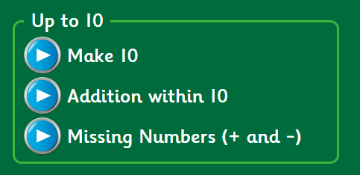 Up to 10
Make 10
Addition within 10
Missing Numbers (+ and -)